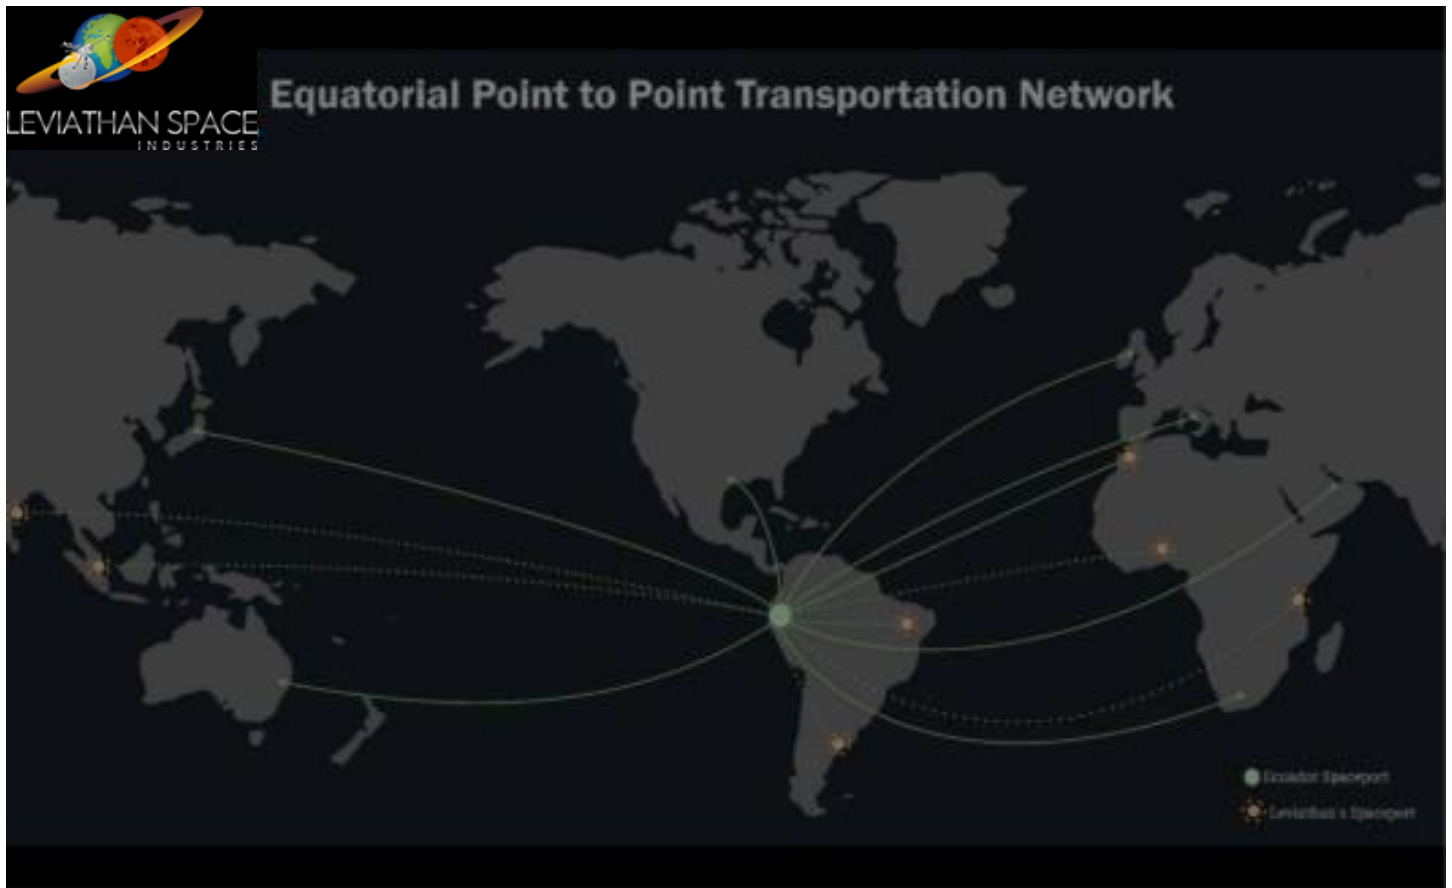 LEVIATHAN SPACE
INDUSTRIES
Equatorial Point to Point Transportation Network
Ecuador Spaceport
Leviathan's Spaceport